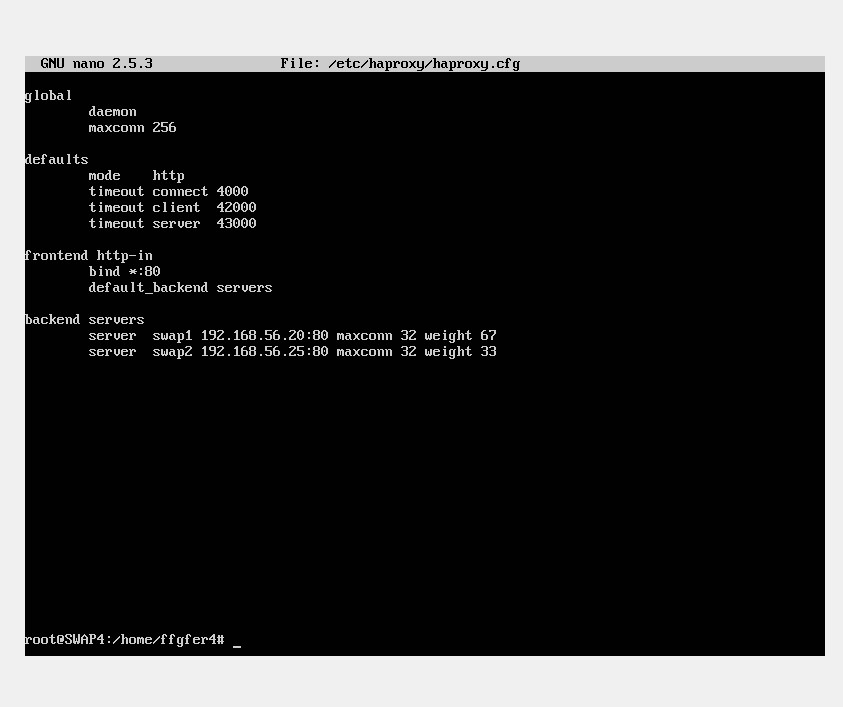 GNU nano 2.5.3 File: /etc/haproxy/haproxy.cfg
global
daemon
maxconn 256
defaults
mode http
timeout connect 4000
timeout client 42000
timeout server 43000
frontend http-in
bind *:80
default_backend servers
backend servers
server swap1 192.168.56.20:80 maxconn 32 weight 67
server swap2 192.168.56.25:80 maxconn 32 weight 33
root@SWAP4:/home/ffgfer4# _